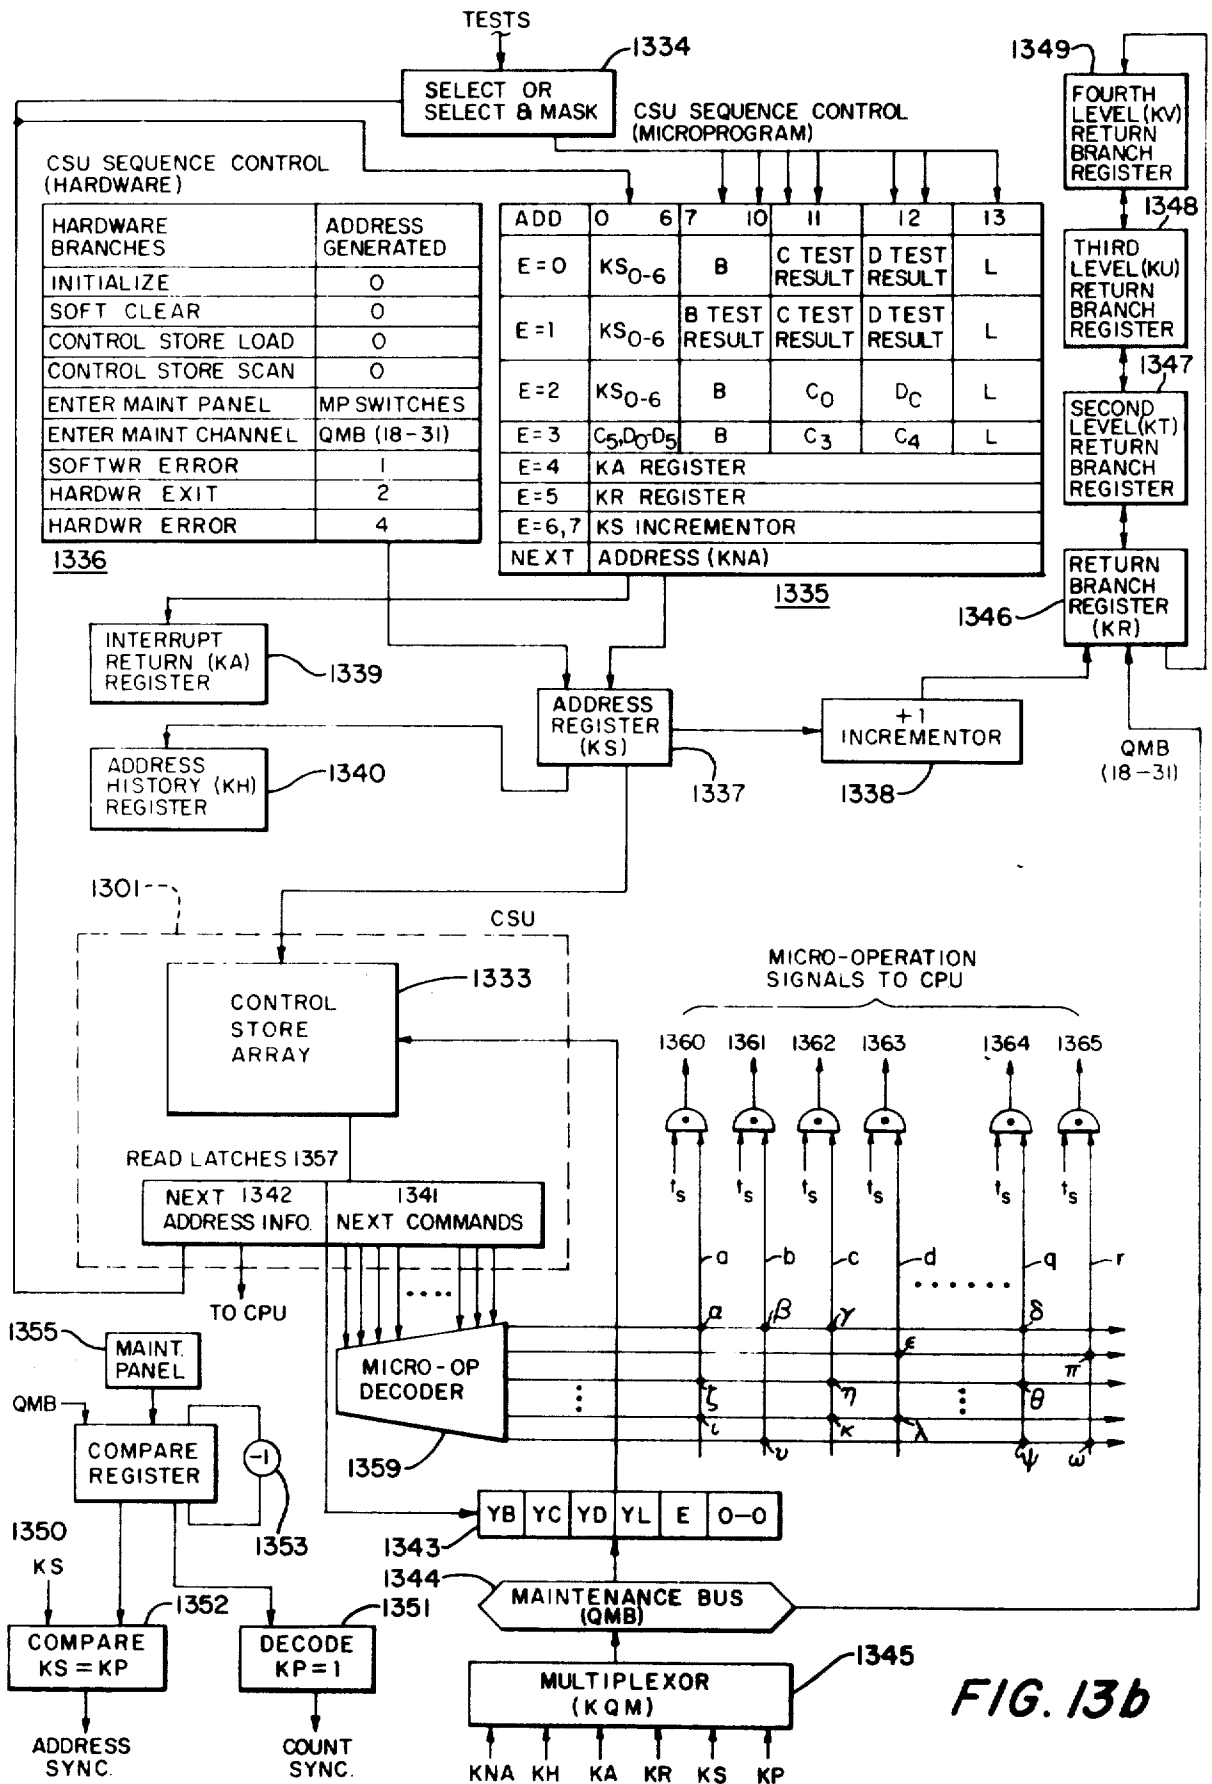 TESTS
1334
SELECT OR
SELECT & MASK
CSU SEQUENCE CONTROL
(MICROPROGRAM)
1349
FOURTH
LEVEL (KV)
RETURN
BRANCH
REGISTER
1348
THIRD
LEVEL (KU)
RETURN
BRANCH
REGISTER
1347
SECOND
LEVEL (KT)
RETURN
BRANCH
REGISTER
1346
RETURN
BRANCH
REGISTER
(KR)
QMB
(18-31)
CSU SEQUENCE CONTROL
(HARDWARE)
HARDWARE BRANCHES ADDRESS GENERATED
INITIALIZE 0
SOFT CLEAR 0
CONTROL STORE LOAD 0
CONTROL STORE SCAN 0
ENTER MAINT PANEL MP SWITCHES
ENTER MAINT CHANNEL QMB (18-31)
SOFTWR ERROR 1
HARDWR EXIT 2
HARDWR ERROR 4
1336
ADD 0 6 7 10 11 12 13
E=0 KS0-6 B C TEST RESULT D TEST RESULT L
E=1 KS0-6 B TEST RESULT C TEST RESULT D TEST RESULT L
E=2 KS0-6 B C0 DC L
E=3 C5,D0-D5 B C3 C4 L
E=4 KA REGISTER
E=5 KR REGISTER
E=6,7 KS INCREMENTOR
NEXT ADDRESS (KNA)
1335
INTERRUPT
RETURN (KA)
REGISTER
1339
ADDRESS
HISTORY (KH)
REGISTER
1340
ADDRESS
REGISTER
(KS)
1337
+1
INCREMENTOR
1338
1301
CSU
CONTROL
STORE
ARRAY
1333
READ LATCHES 1357
NEXT 1342
ADDRESS INFO.
1341
NEXT COMMANDS
TO CPU
MICRO-OPERATION
SIGNALS TO CPU
1360 1361 1362 1363 1364 1365
ts ts ts ts ts ts
a b c d q r
α β γ δ
ε π
ζ η θ
ι κ λ
υ ψ ω
MICRO-OP
DECODER
1359
1355
MAINT.
PANEL
QMB
COMPARE
REGISTER
-1
1353
1350
KS
1352
COMPARE
KS = KP
ADDRESS
SYNC.
1351
DECODE
KP = 1
COUNT
SYNC.
YB YC YD YL E 0-0
1343
1344
MAINTENANCE BUS
(QMB)
MULTIPLEXOR
(KQM)
1345
KNA KH KA KR KS KP
FIG. 13b